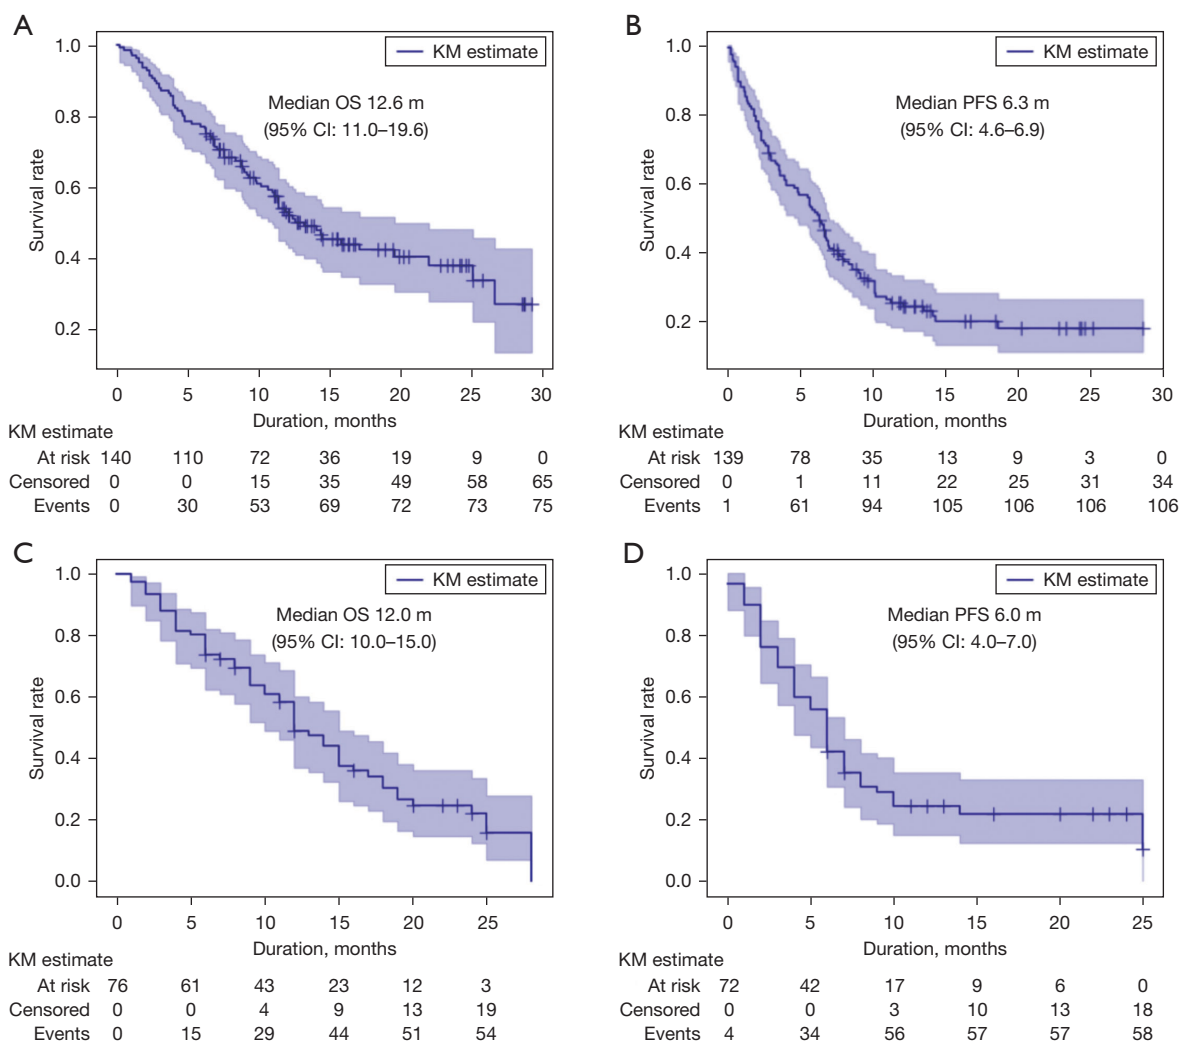 A
KM estimate
Median OS 12.6 m
(95% CI: 11.0–19.6)
Survival rate
1.0
0.8
0.6
0.4
0.2
0 5 10 15 20 25 30
Duration, months
KM estimate
At risk 140 110 72 36 19 9 0
Censored 0 0 15 35 49 58 65
Events 0 30 53 69 72 73 75
B
KM estimate
Median PFS 6.3 m
(95% CI: 4.6–6.9)
Survival rate
1.0
0.8
0.6
0.4
0.2
0 5 10 15 20 25 30
Duration, months
KM estimate
At risk 139 78 35 13 9 3 0
Censored 0 1 11 22 25 31 34
Events 1 61 94 105 106 106 106
C
KM estimate
Median OS 12.0 m
(95% CI: 10.0–15.0)
Survival rate
1.0
0.8
0.6
0.4
0.2
0.0
0 5 10 15 20 25
Duration, months
KM estimate
At risk 76 61 43 23 12 3
Censored 0 0 4 9 13 19
Events 0 15 29 44 51 54
D
KM estimate
Median PFS 6.0 m
(95% CI: 4.0–7.0)
Survival rate
1.0
0.8
0.6
0.4
0.2
0.0
0 5 10 15 20 25
Duration, months
KM estimate
At risk 72 42 17 9 6 0
Censored 0 0 3 10 13 18
Events 4 34 56 57 57 58